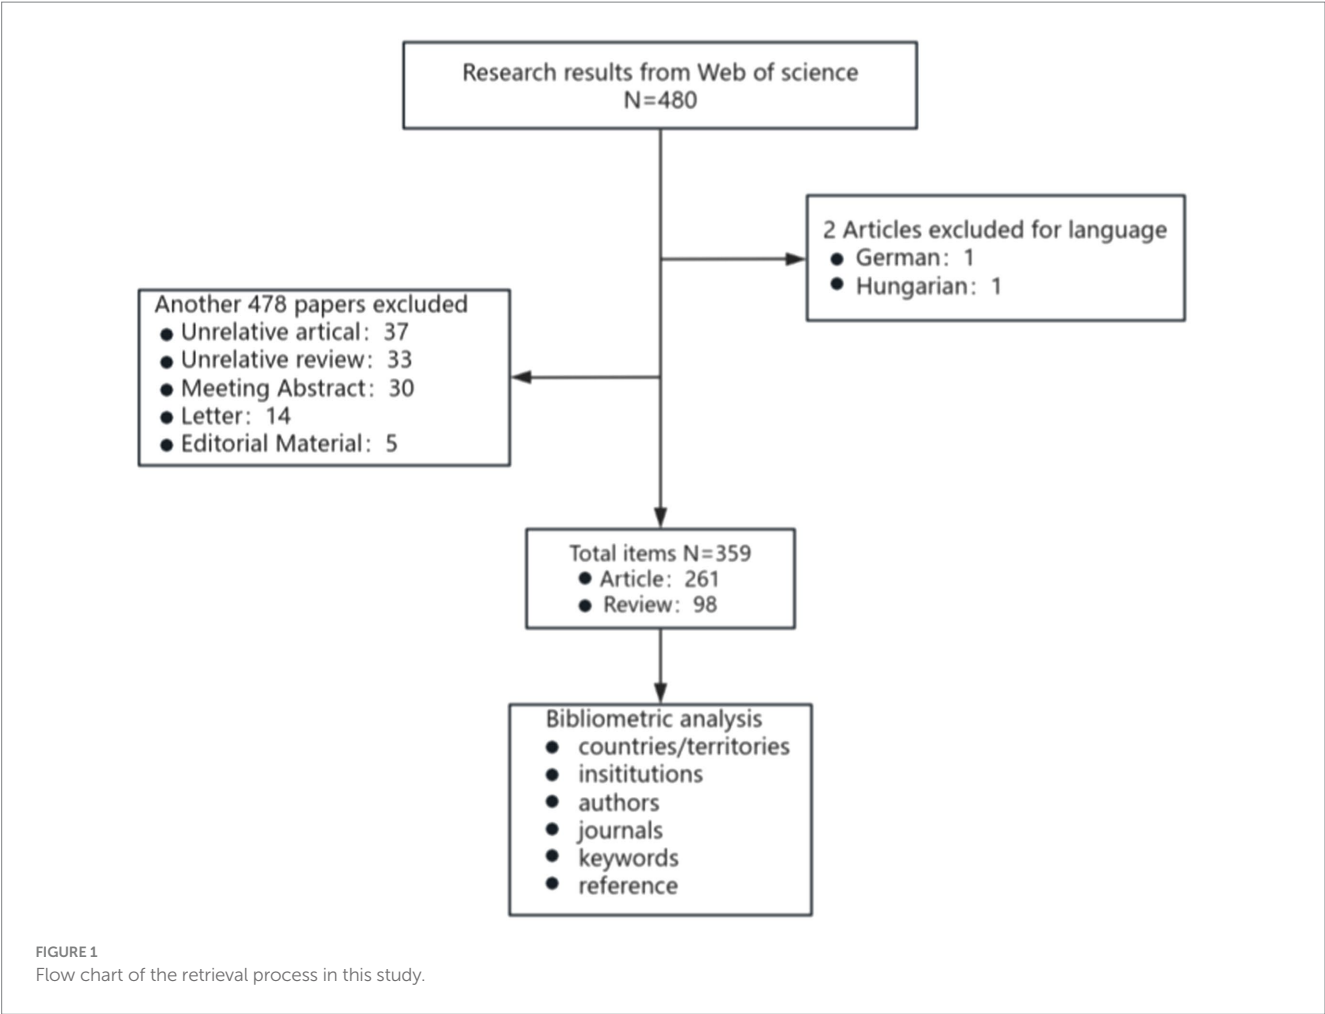 Research results from Web of science
N=480
2 Articles excluded for language
● German: 1
● Hungarian: 1
Another 478 papers excluded
● Unrelative artical: 37
● Unrelative review: 33
● Meeting Abstract: 30
● Letter: 14
● Editorial Material: 5
Total items N=359
● Article: 261
● Review: 98
Bibliometric analysis
● countries/territories
● insititutions
● authors
● journals
● keywords
● reference
FIGURE 1
Flow chart of the retrieval process in this study.